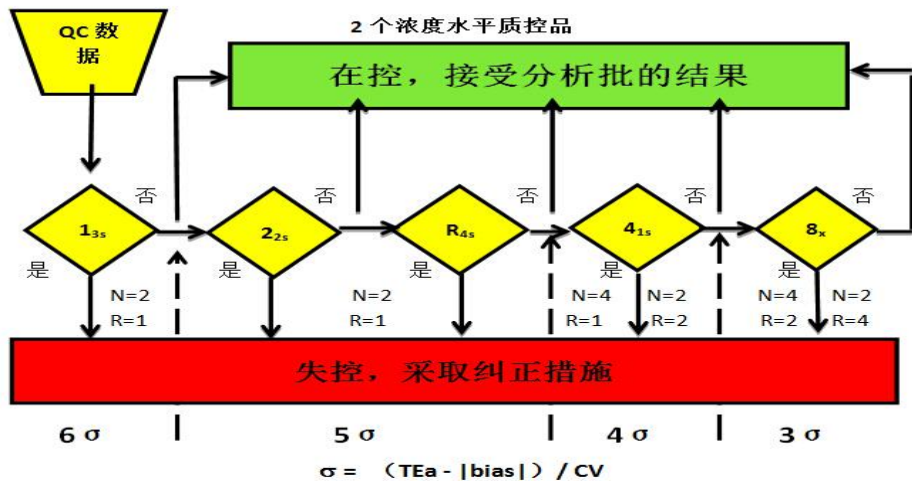 2 个浓度水平质控品
QC 数
据
在控，接受分析批的结果
否 否 否 否 否
1₃ₛ 2₂ₛ R₄ₛ 4₁ₛ 8ₓ
是 是 是 是 是
N=2 N=2 N=4 N=2 N=4 N=2
R=1 R=1 R=1 R=2 R=2 R=4
失控，采取纠正措施
6 σ 5 σ 4 σ 3 σ
σ = （TEa - |bias|）/ CV